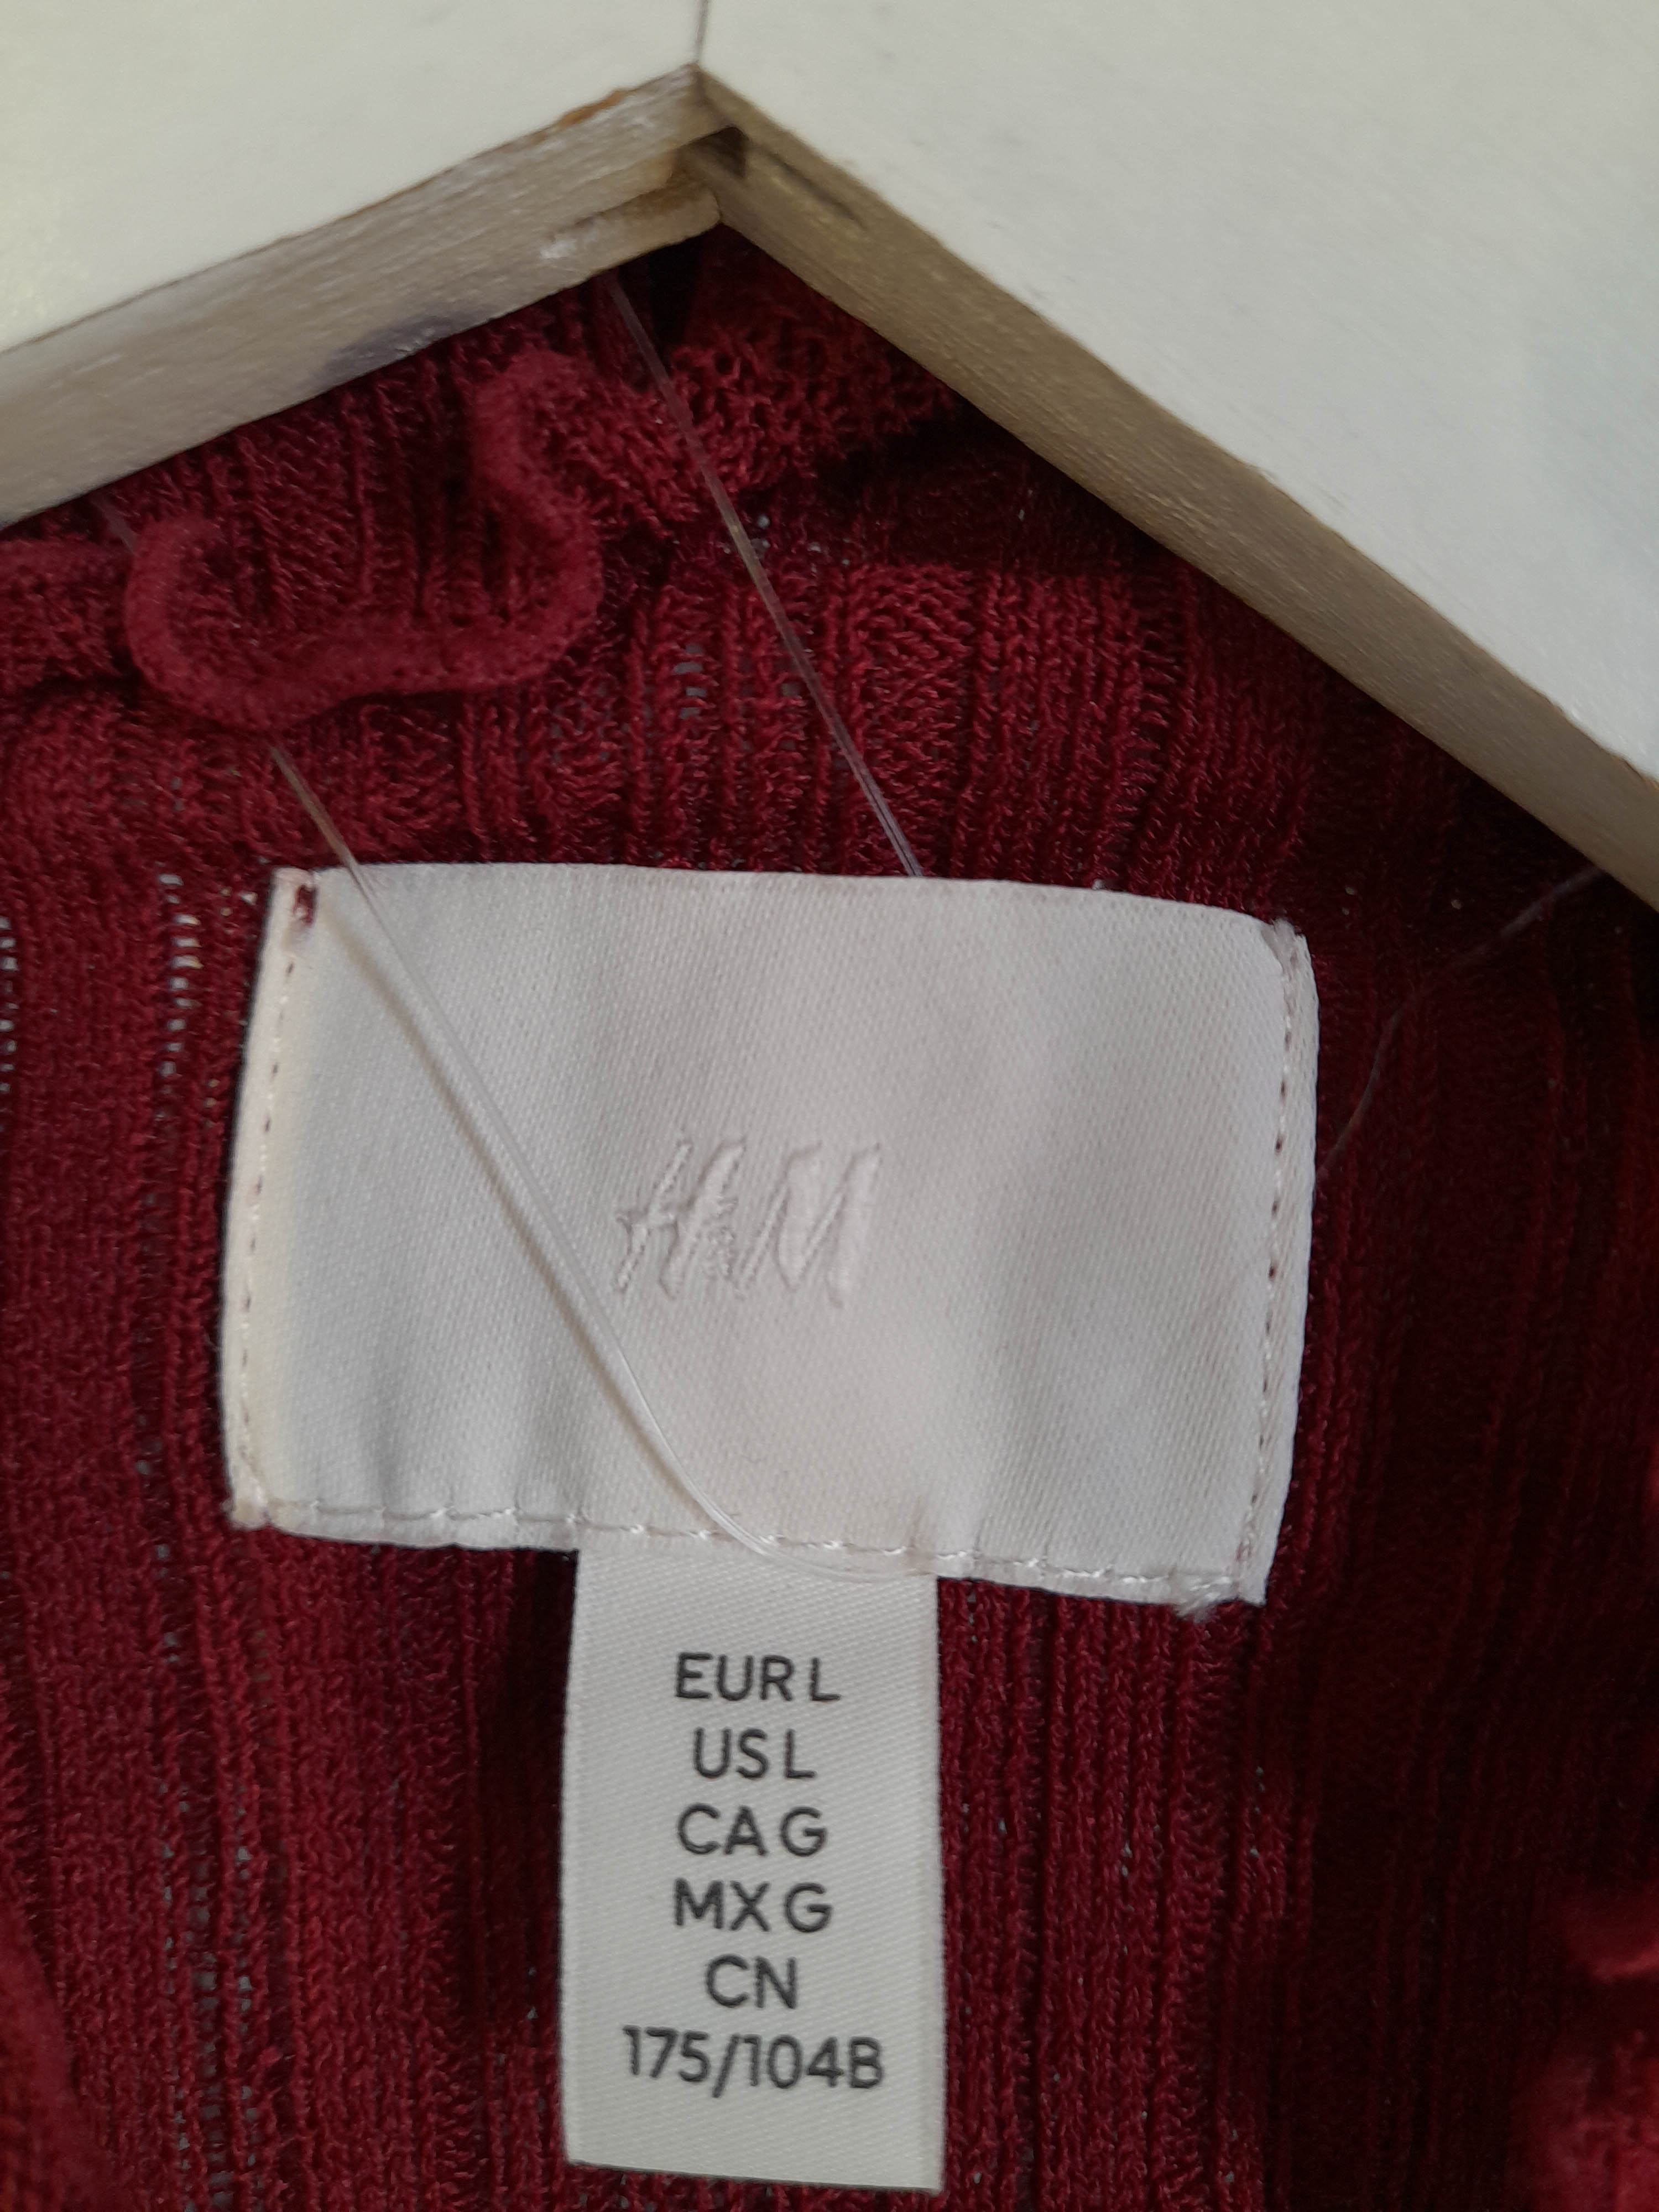 H&M
EUR L
US L
CA G
MX G
CN
175/104B